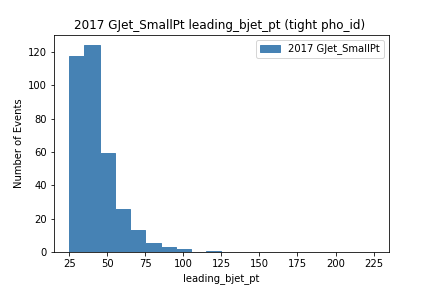 2017 GJet_SmallPt leading_bjet_pt (tight pho_id)
2017 GJet_SmallPt
Number of Events
120
100
80
60
40
20
0
25 50 75 100 125 150 175 200 225
leading_bjet_pt